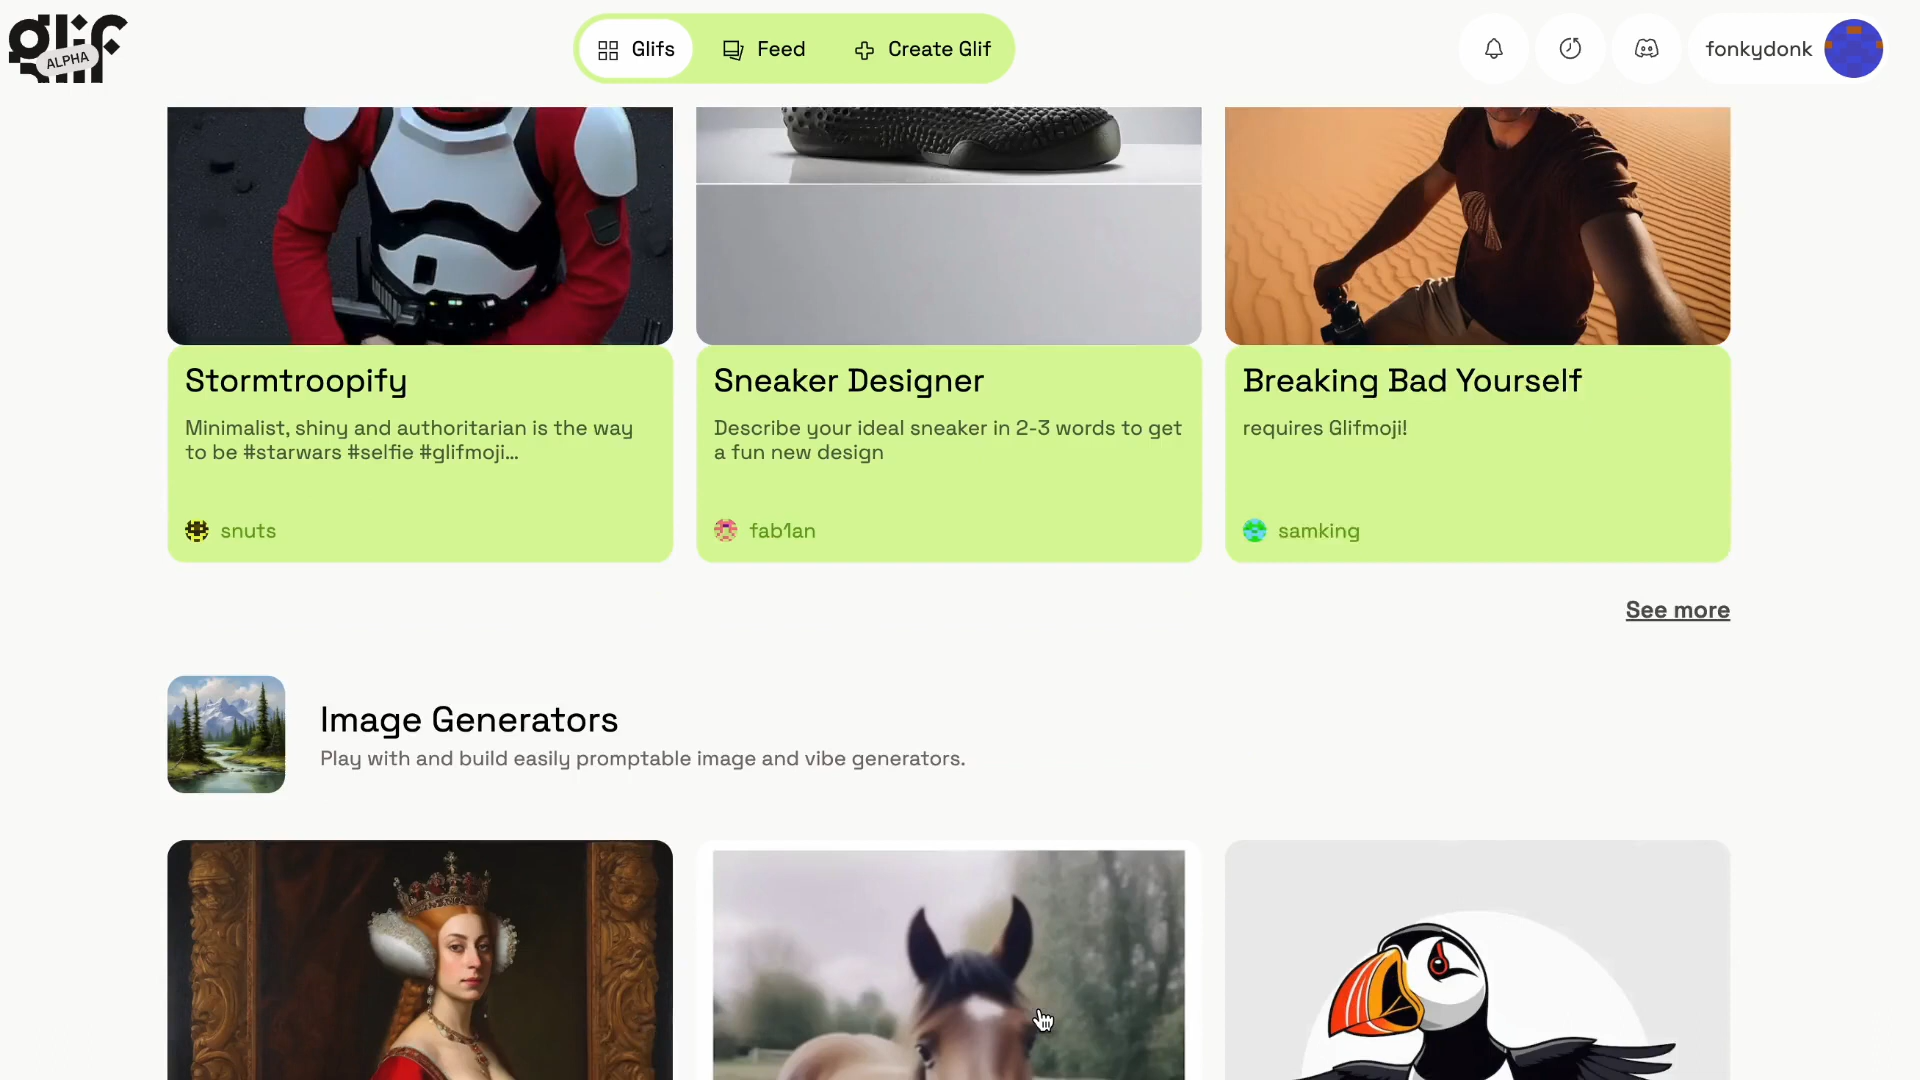 glif
ALPHA
Glifs
Feed
Create Glif
fonkydonk
Stormtroopify
Minimalist, shiny and authoritarian is the way
to be #starwars #selfie #glifmoji...
snuts
Sneaker Designer
Describe your ideal sneaker in 2-3 words to get
a fun new design
fab1an
Breaking Bad Yourself
requires Glifmoji!
samking
See more
Image Generators
Play with and build easily promptable image and vibe generators.